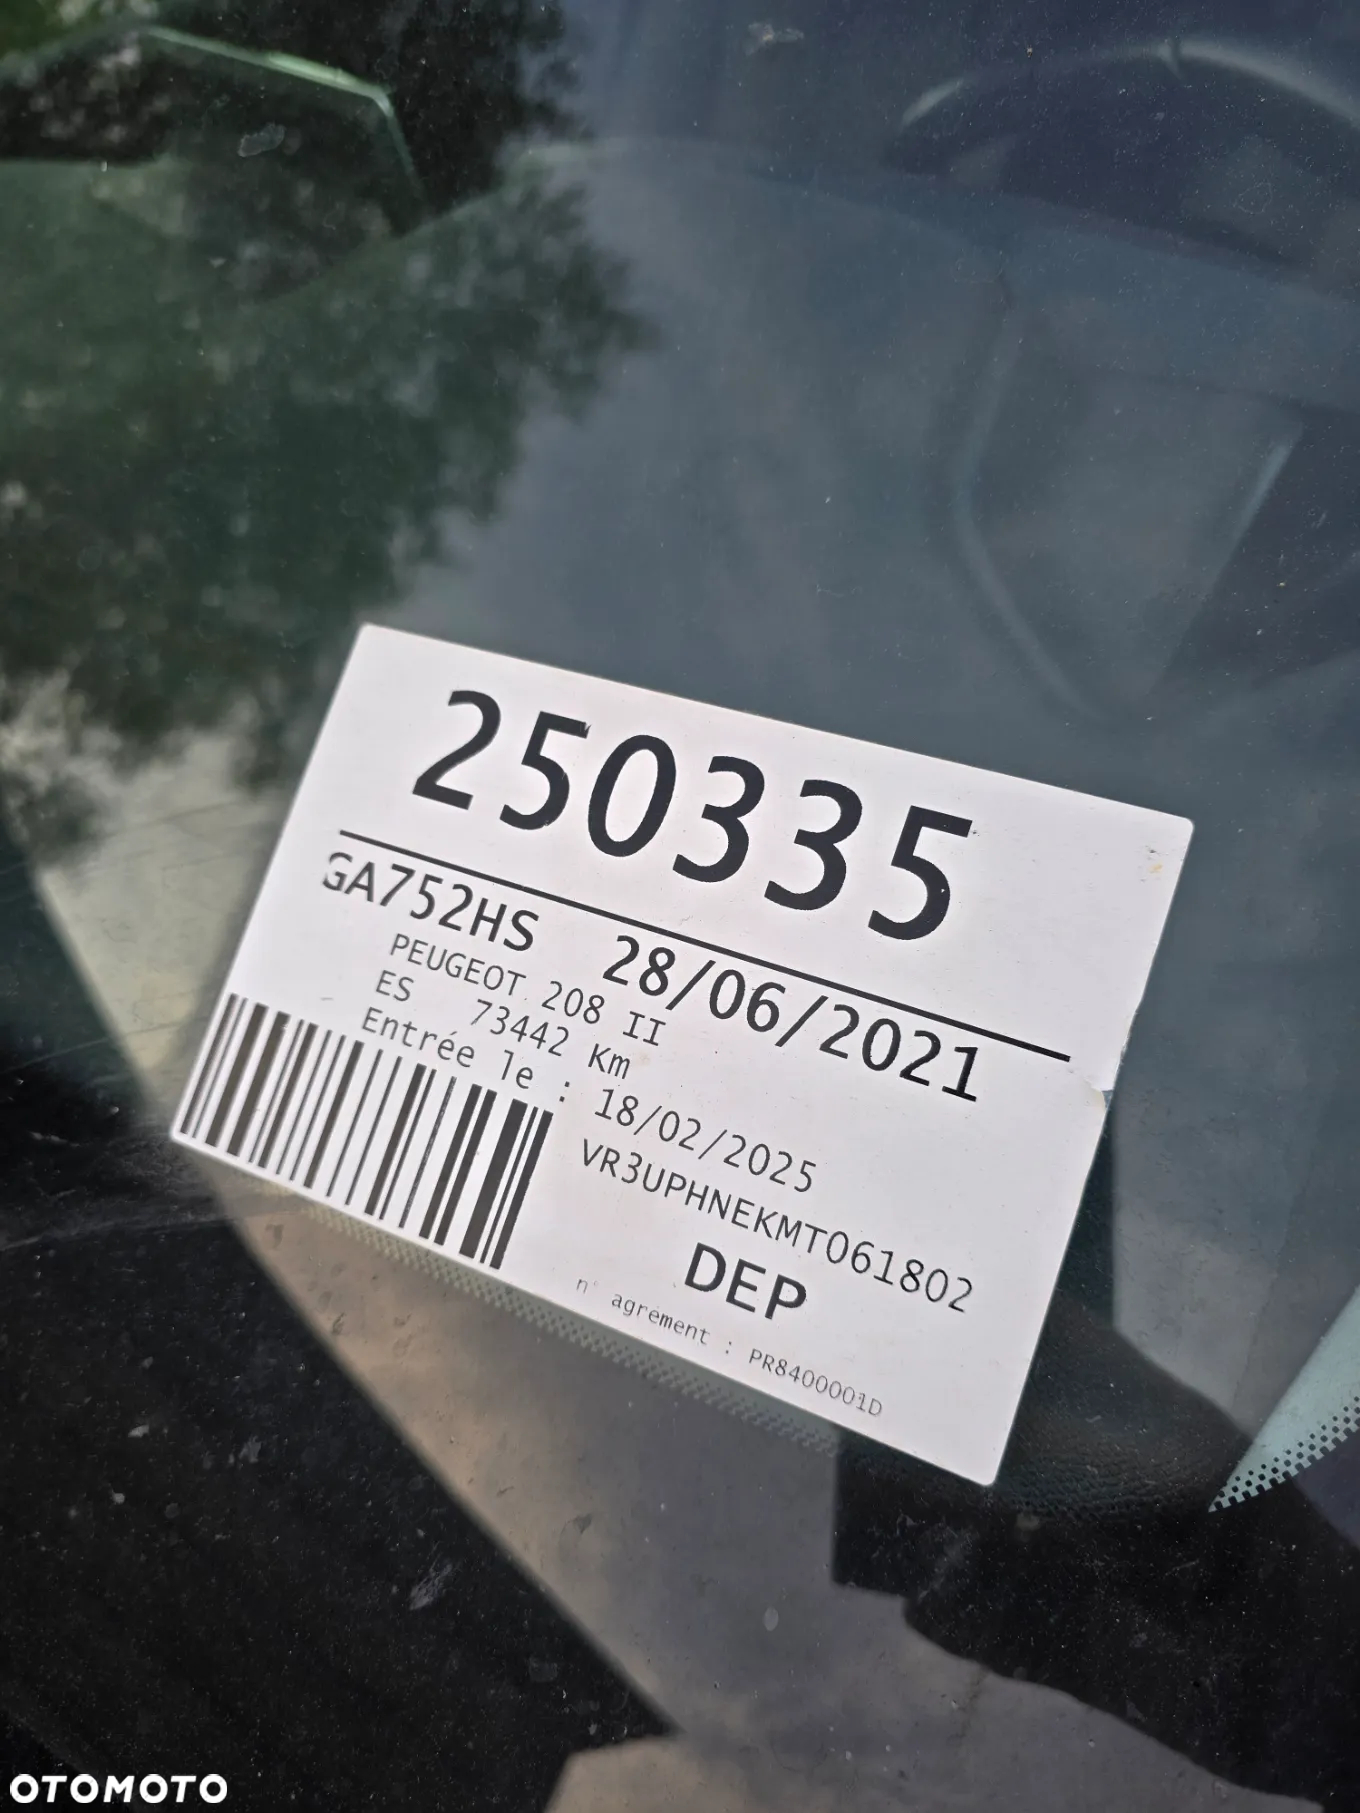 250335
GA752HS 28/06/2021
PEUGEOT 208 II
ES 73442 Km
Entrée le : 18/02/2025
VR3UPHNEKMT061802
DEP
n° agrément : PR8400001D
OTOMOTO